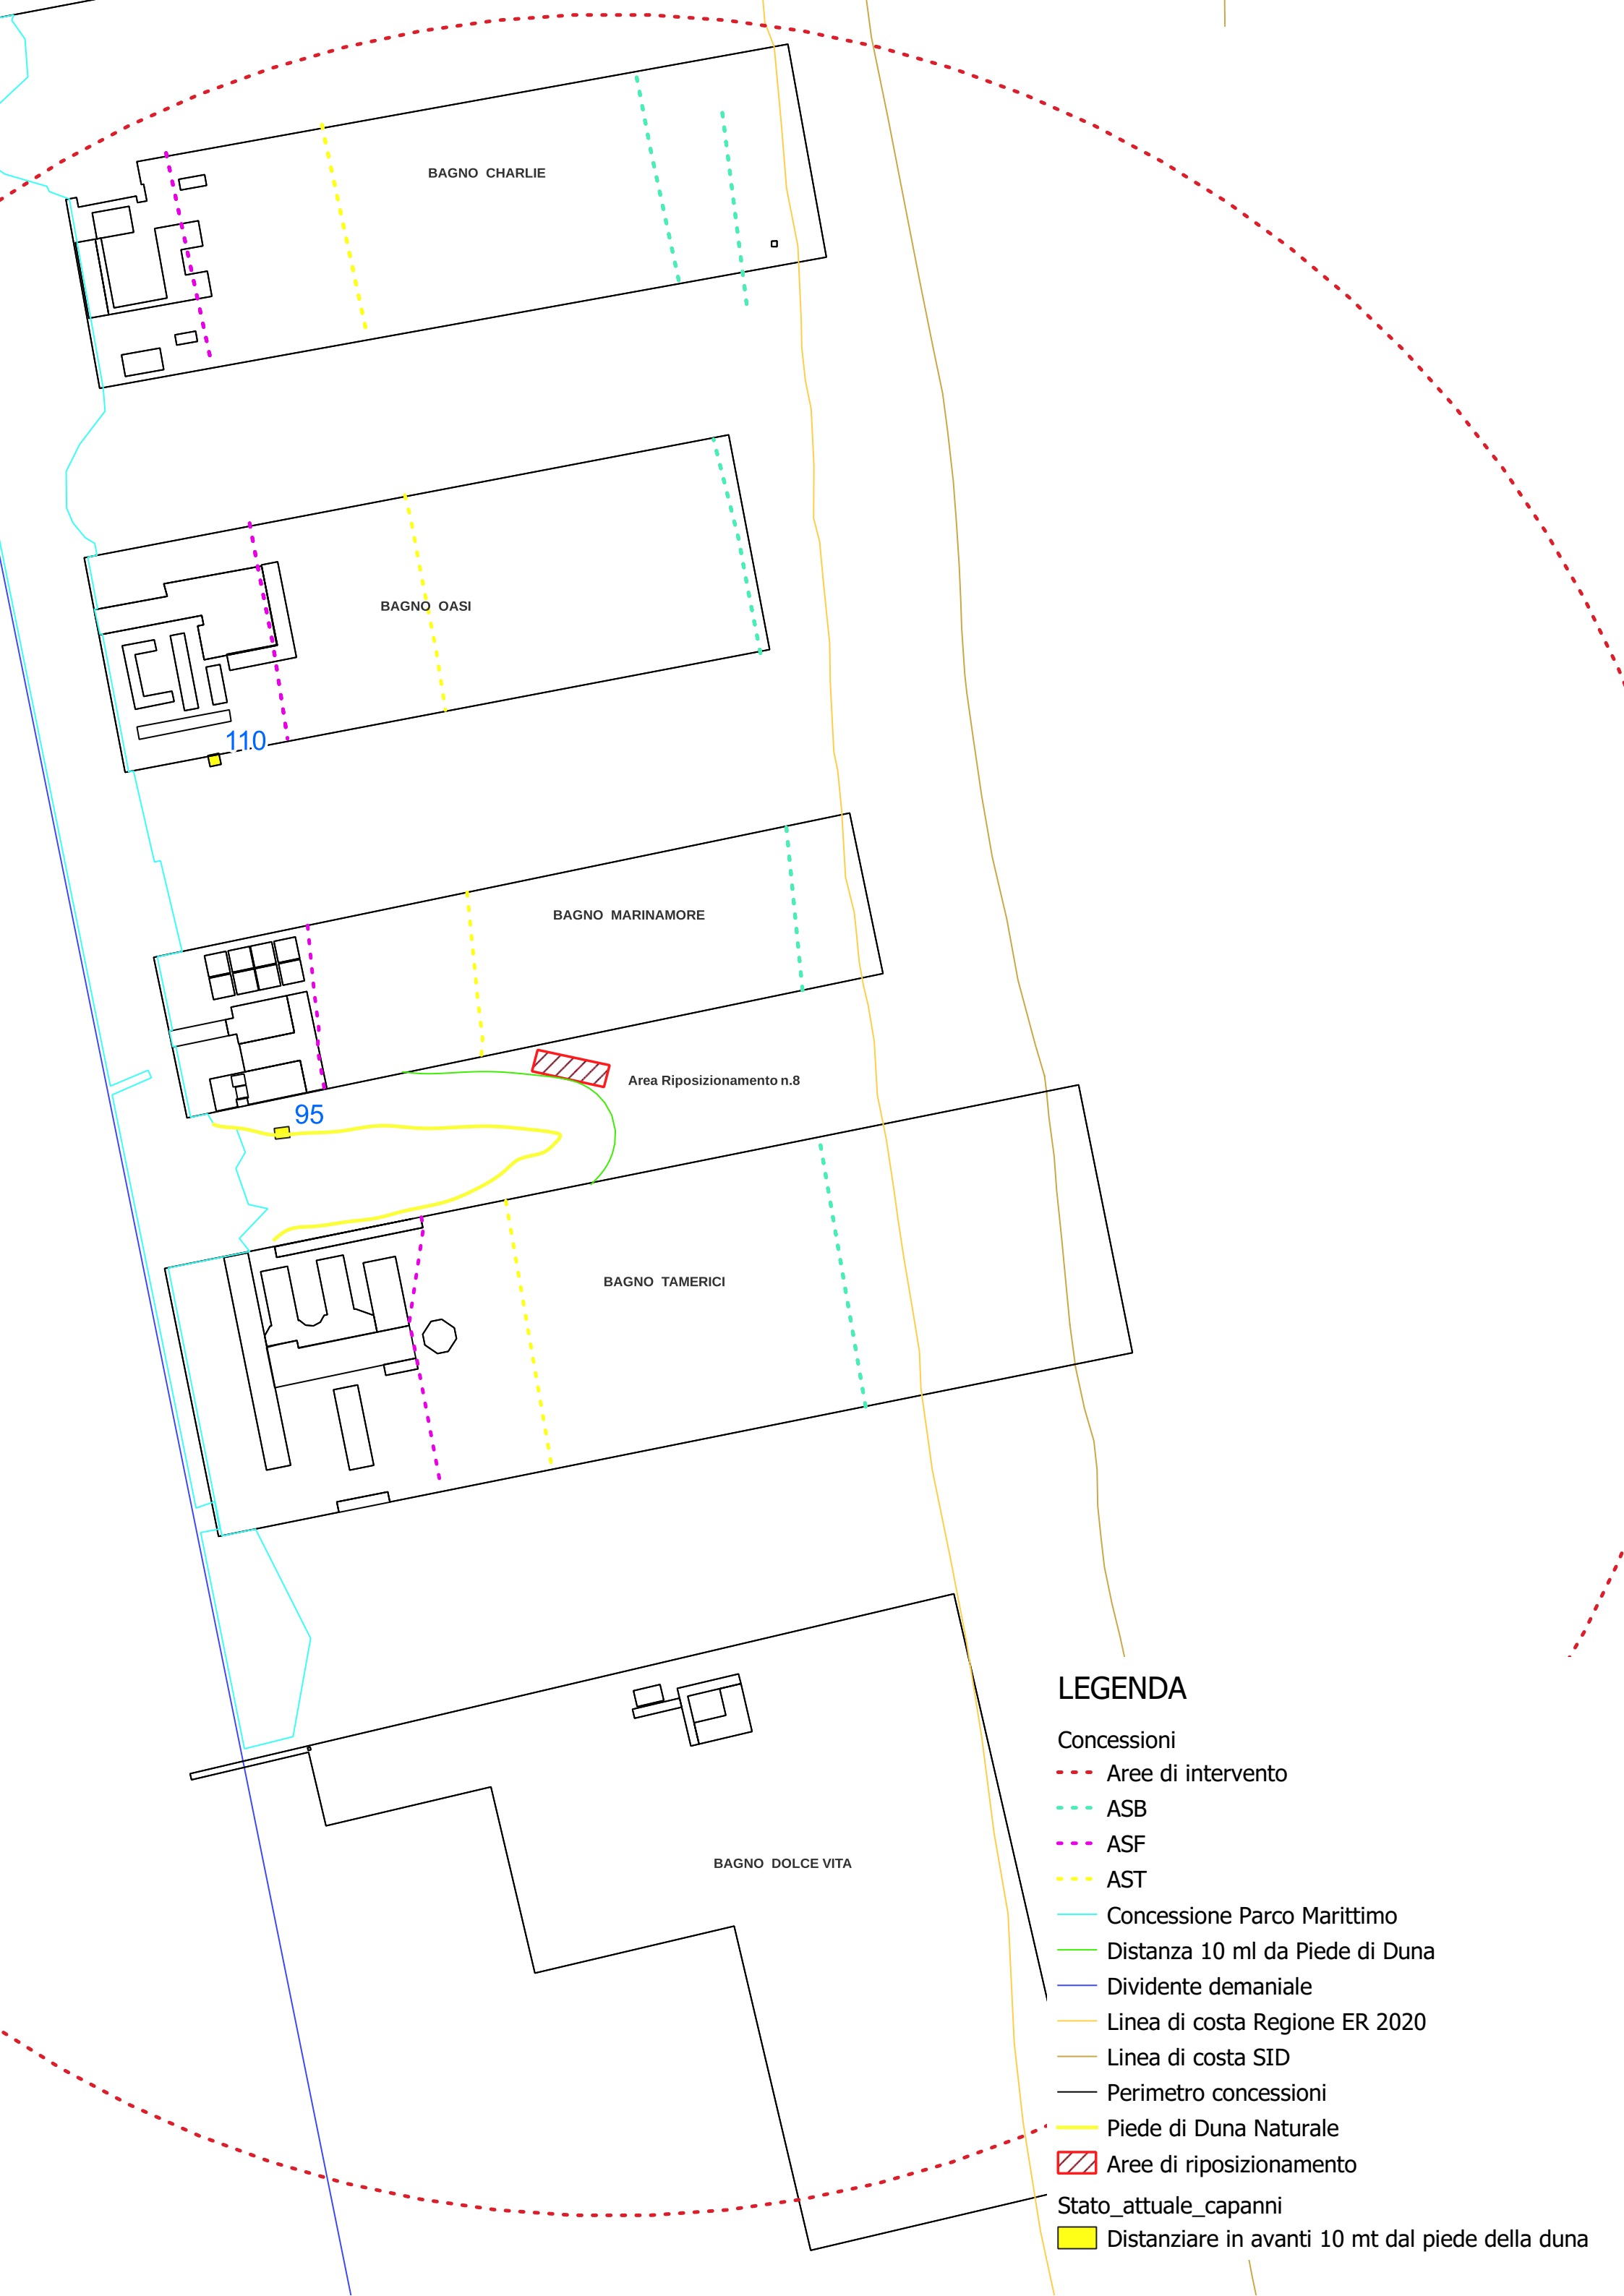 BAGNO CHARLIE
BAGNO OASI
110
BAGNO MARINAMORE
Area Riposizionamento n.8
95
BAGNO TAMERICI
BAGNO DOLCE VITA
LEGENDA
Concessioni
Aree di intervento
ASB
ASF
AST
Concessione Parco Marittimo
Distanza 10 ml da Piede di Duna
Dividente demaniale
Linea di costa Regione ER 2020
Linea di costa SID
Perimetro concessioni
Piede di Duna Naturale
Aree di riposizionamento
Stato_attuale_capanni
Distanziare in avanti 10 mt dal piede della duna